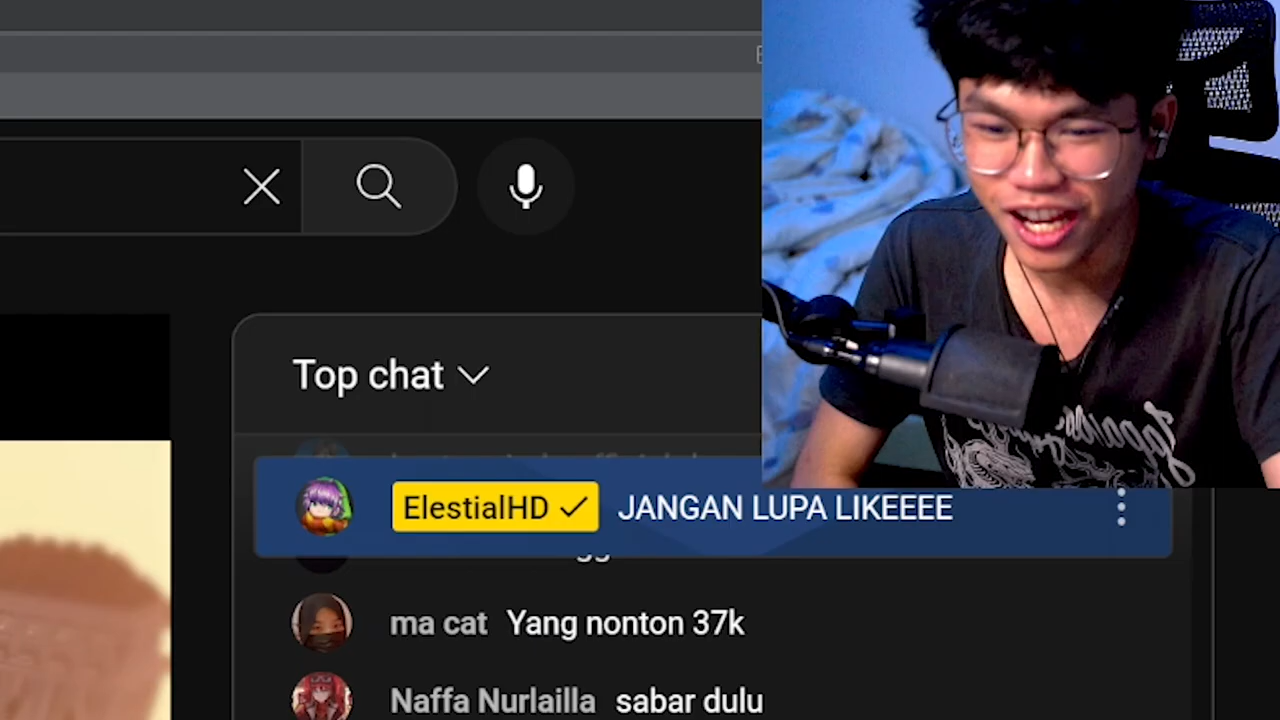 Top chat
ElestialHD JANGAN LUPA LIKEEEE
ma cat Yang nonton 37k
Naffa Nurlailla sabar dulu